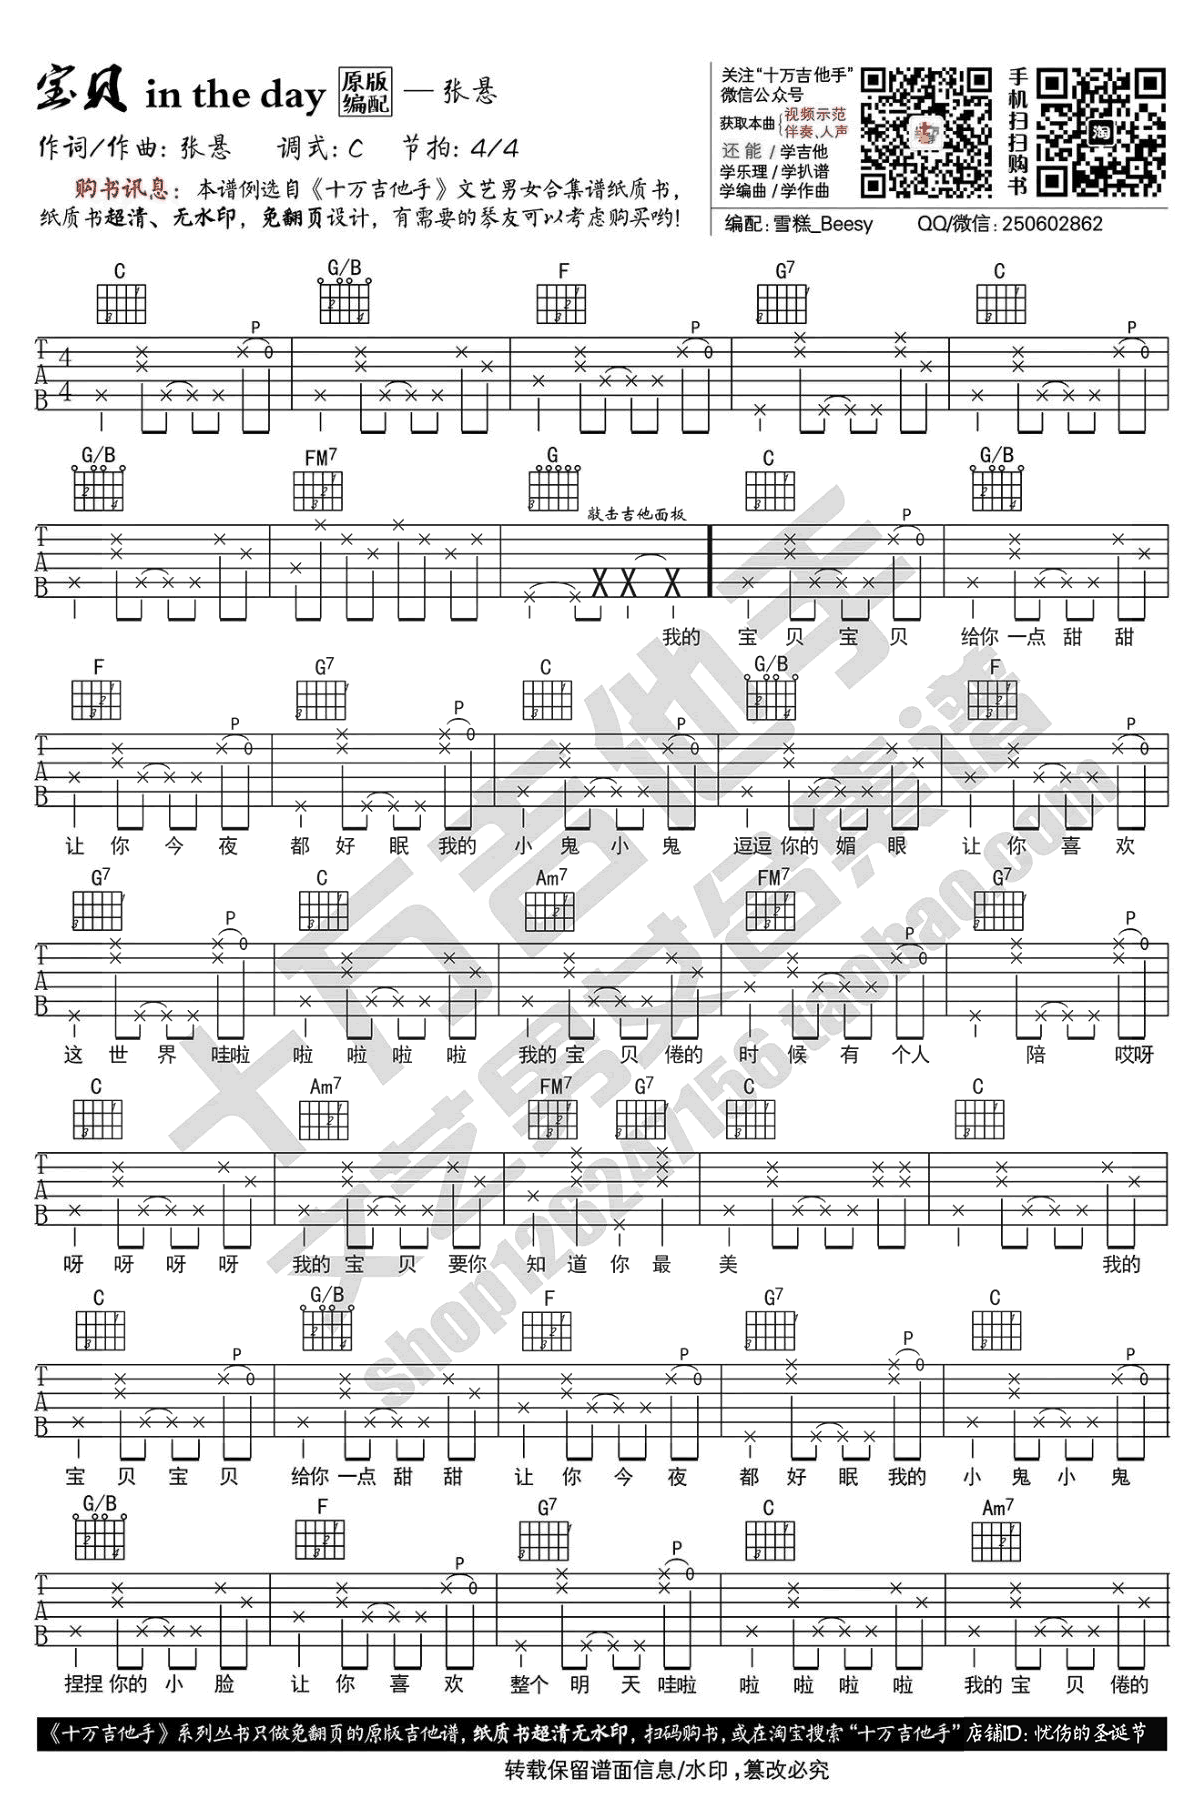 宝贝 in the day 原版编配 — 张悬
作词/作曲: 张悬 调式: C 节拍: 4/4
购书讯息: 本谱例选自《十万吉他手》文艺男女合集谱纸质书,
纸质书超清、无水印, 免翻页设计, 有需要的琴友可以考虑购买哟!
关注“十万吉他手”
微信公众号
获取本曲{视频示范
伴奏、人声
还能/学吉他
学乐理/学扒谱
学编曲/学作曲
手机扫扫购书
淘
编配: 雪糕_Beesy QQ/微信: 250602862
C G/B F G7 C
P P P
T 4
A 4
B
G/B FM7 G C G/B
敲击吉他面板 P
T
A
B
我的 宝 贝 宝 贝 给你 一点 甜 甜
F G7 C G/B F
P P P P
T
A
B
让 你 今 夜 都 好 眠 我的 小 鬼 小 鬼 逗逗 你的 媚 眼 让 你 喜 欢
G7 C Am7 FM7 G7
P P P
T
A
B
这 世 界 哇啦 啦 啦 啦 啦 我的 宝 贝 倦的 时 候 有 个人 陪 哎呀
C Am7 FM7 G7 C C
T
A
B
呀 呀 呀 呀 我的 宝 贝 要你 知 道 你 最 美 我的
C G/B F G7 C
P P P P
T
A
B
宝 贝 宝 贝 给你 一点 甜 甜 让 你 今 夜 都 好 眠 我的 小 鬼 小 鬼
G/B F G7 C Am7
P P
T
A
B
捏捏 你的 小 脸 让 你 喜 欢 整个 明 天 哇啦 啦 啦 啦 啦 我的 宝 贝 倦的
十万吉他手
文艺男女合集谱
shop126247156.taobao.com
《十万吉他手》系列丛书只做免翻页的原版吉他谱, 纸质书超清无水印, 扫码购书, 或在淘宝搜索“十万吉他手”店铺ID: 忧伤的圣诞节
转载保留谱面信息/水印, 篡改必究